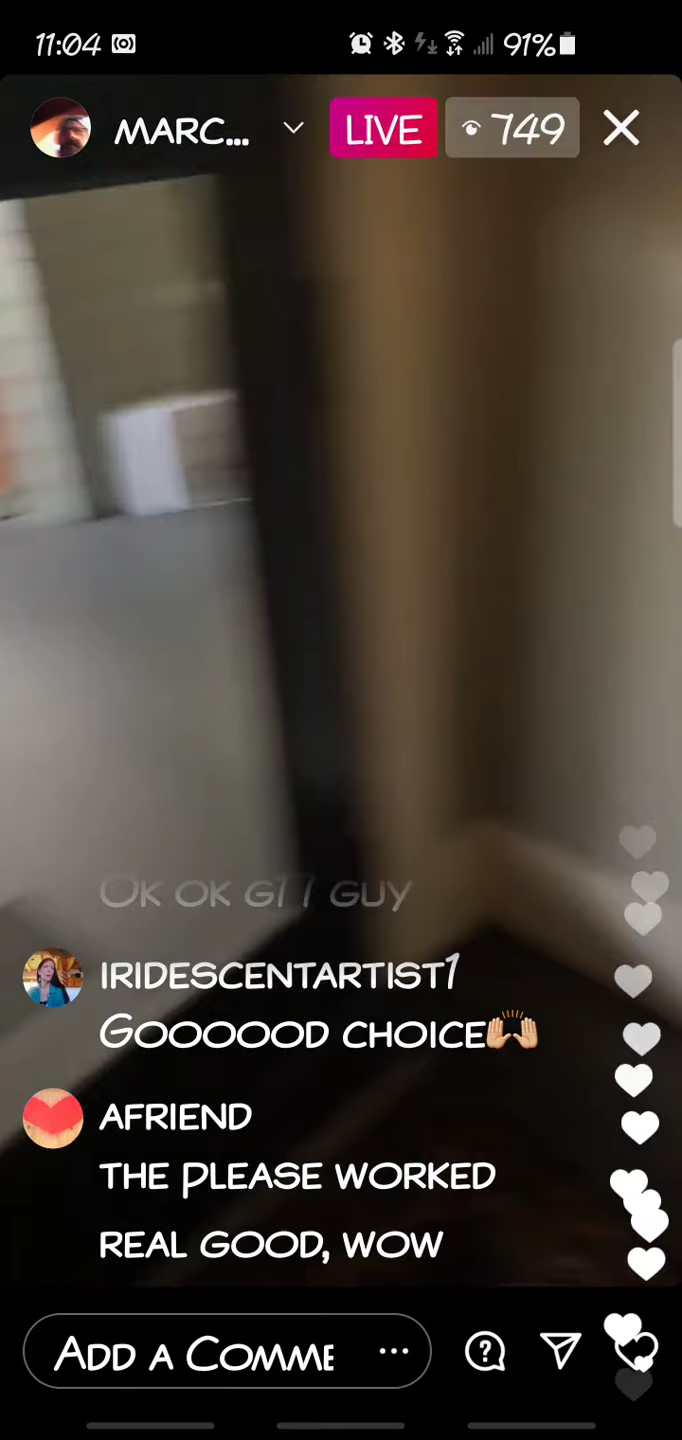 11:04 91%
MARC... LIVE 749
OK OK GUY
IRIDESCENTARTIST1
GOOOOOD CHOICE🙌🏼
AFRIEND
THE PLEASE WORKED
REAL GOOD, WOW
ADD A COMME ...